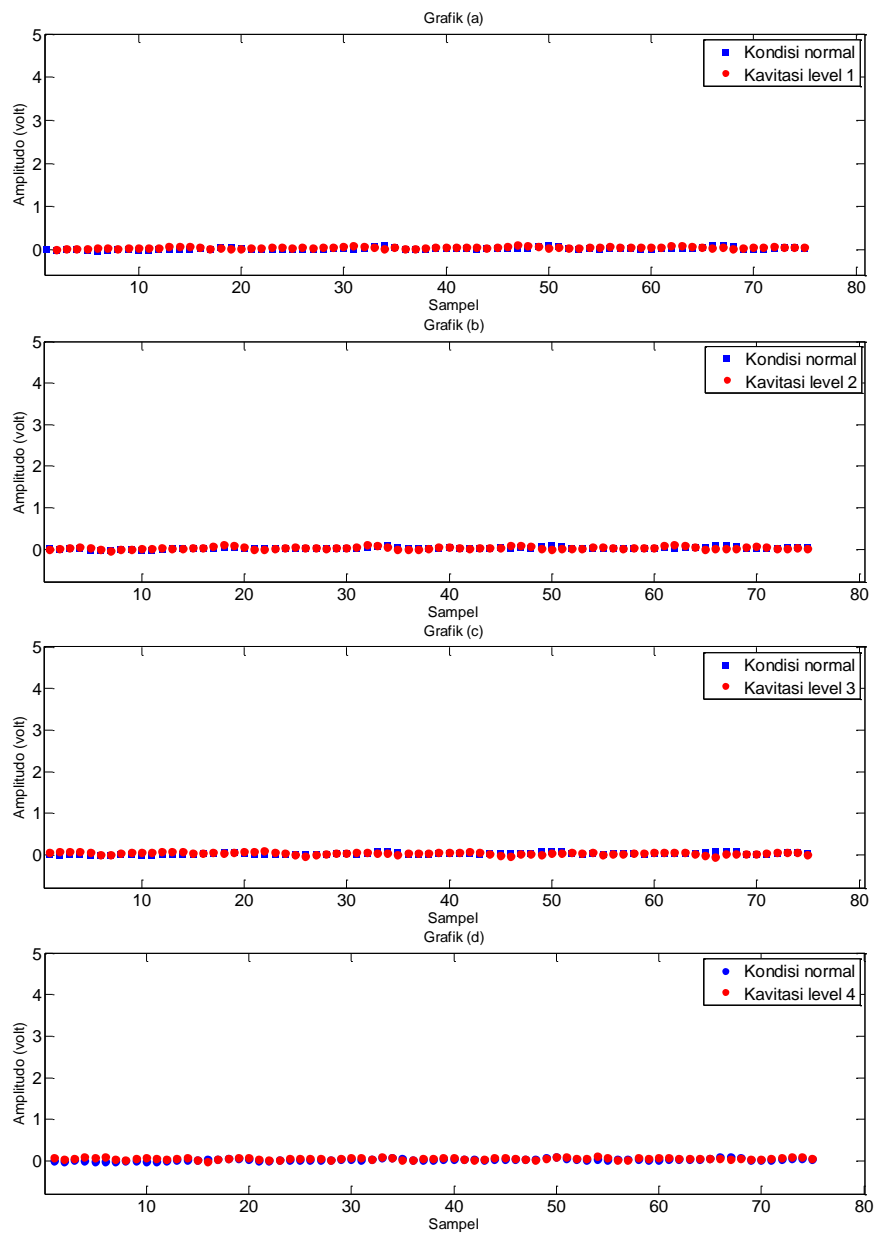 Grafik (a)
Amplitudo (volt)
5
4
3
2
1
0
Kondisi normal
Kavitasi level 1
10 20 30 40 50 60 70 80
Sampel
Grafik (b)
Amplitudo (volt)
5
4
3
2
1
0
Kondisi normal
Kavitasi level 2
10 20 30 40 50 60 70 80
Sampel
Grafik (c)
Amplitudo (volt)
5
4
3
2
1
0
Kondisi normal
Kavitasi level 3
10 20 30 40 50 60 70 80
Sampel
Grafik (d)
Amplitudo (volt)
5
4
3
2
1
0
Kondisi normal
Kavitasi level 4
10 20 30 40 50 60 70 80
Sampel